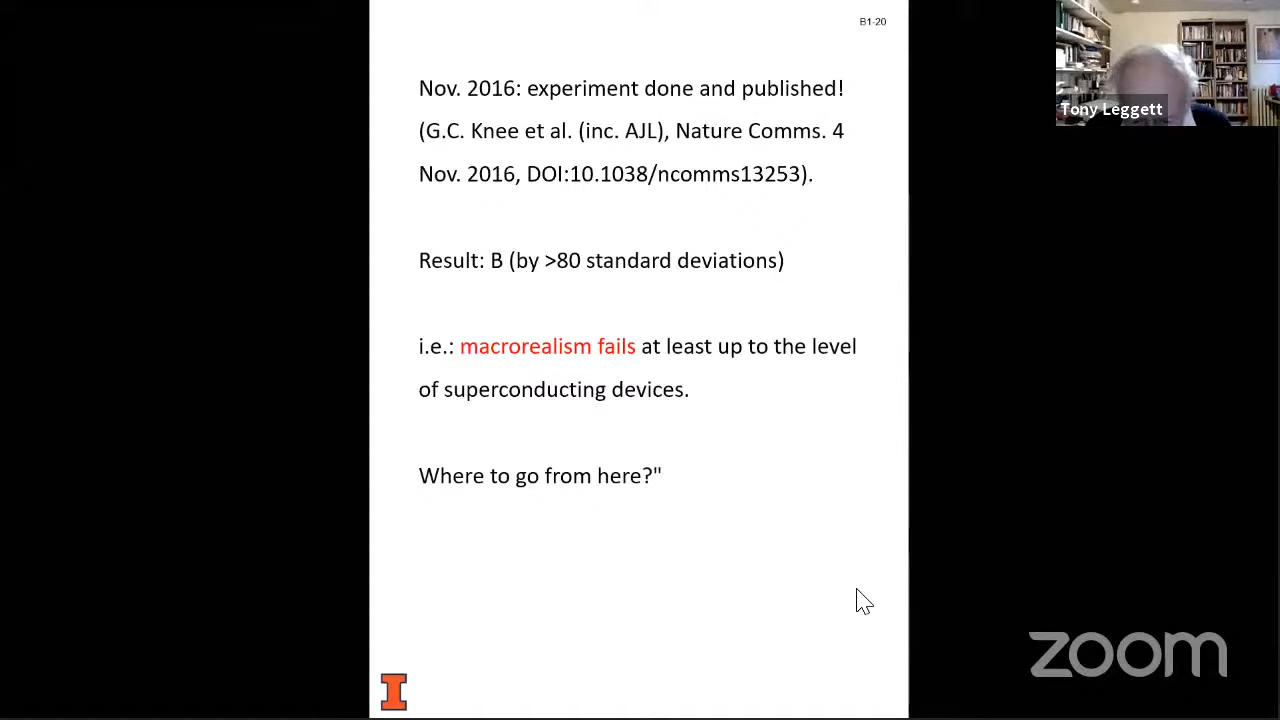 B1-20
Nov. 2016: experiment done and published!
(G.C. Knee et al. (inc. AJL), Nature Comms. 4
Nov. 2016, DOI:10.1038/ncomms13253).
Result: B (by >80 standard deviations)
i.e.: macrorealism fails at least up to the level
of superconducting devices.
Where to go from here?"
Tony Leggett
zoom
I